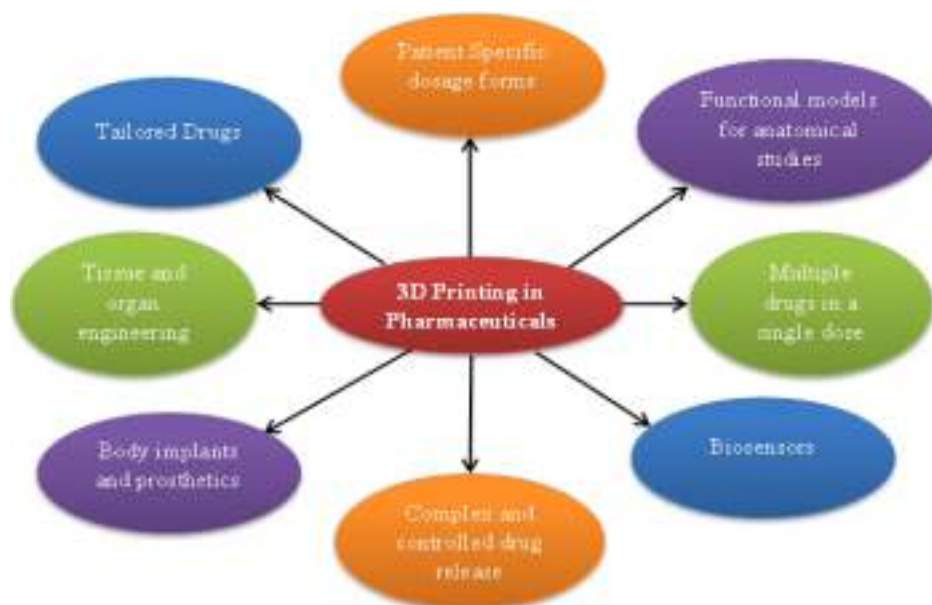 Patient Specific
dosage forms
Tailored Drugs
Functional models
for anatomical
studies
Tissue and
organ
engineering
3D Printing in
Pharmaceuticals
Multiple
drugs in a
single dose
Body implants
and prosthetics
Biosensors
Complex and
controlled drug
release